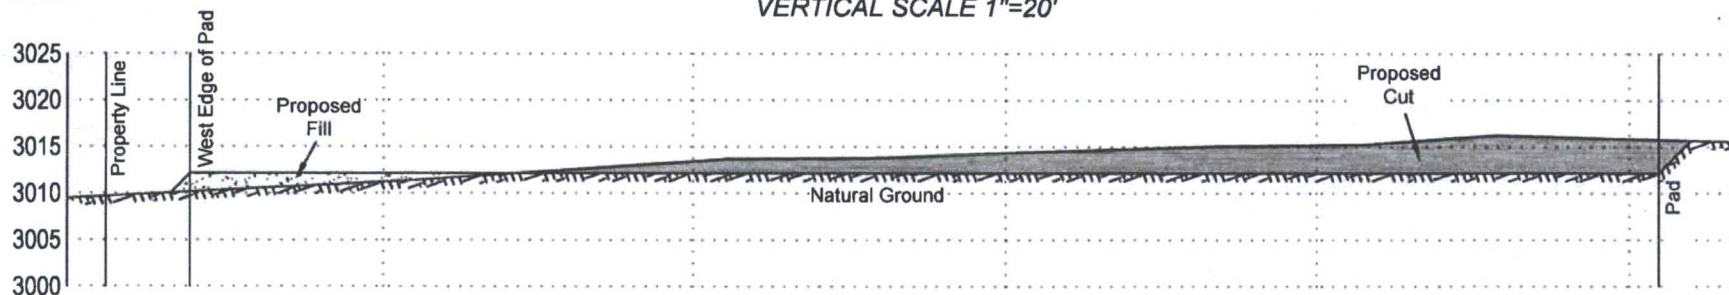 VERTICAL SCALE 1"=20'
3025
3020
3015
3010
3005
3000
Property Line
West Edge of Pad
Proposed
Fill
Natural Ground
Proposed
Cut
Pad